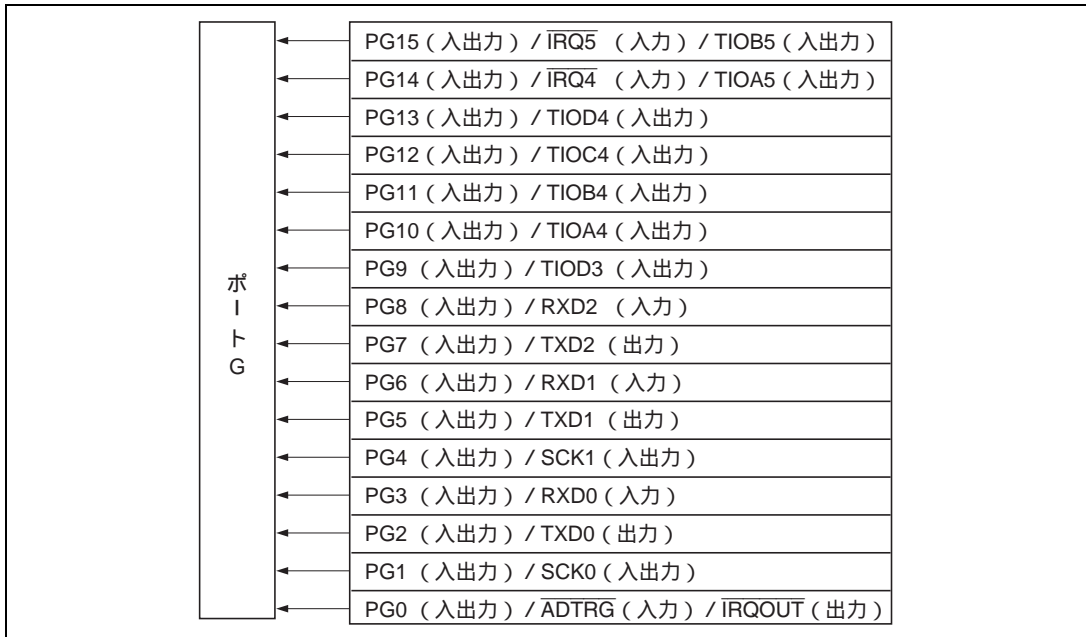 ポートG
PG15(入出力)/I̅R̅Q̅5̅ (入力)/TIOB5(入出力)
PG14(入出力)/I̅R̅Q̅4̅ (入力)/TIOA5(入出力)
PG13(入出力)/TIOD4(入出力)
PG12(入出力)/TIOC4(入出力)
PG11(入出力)/TIOB4(入出力)
PG10(入出力)/TIOA4(入出力)
PG9 (入出力)/TIOD3 (入出力)
PG8 (入出力)/RXD2 (入力)
PG7 (入出力)/TXD2 (出力)
PG6 (入出力)/RXD1 (入力)
PG5 (入出力)/TXD1 (出力)
PG4 (入出力)/SCK1(入出力)
PG3 (入出力)/RXD0(入力)
PG2 (入出力)/TXD0(出力)
PG1 (入出力)/SCK0(入出力)
PG0 (入出力)/A̅D̅T̅R̅G̅(入力)/I̅R̅Q̅O̅U̅T̅(出力)